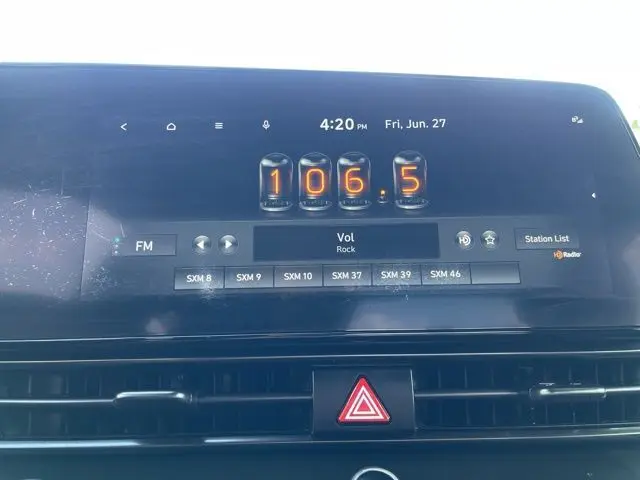 4:20 PM Fri, Jun. 27
106.5
FM
Vol
Rock
HD
Station List
HD Radio
SXM 8 SXM 9 SXM 10 SXM 37 SXM 39 SXM 46